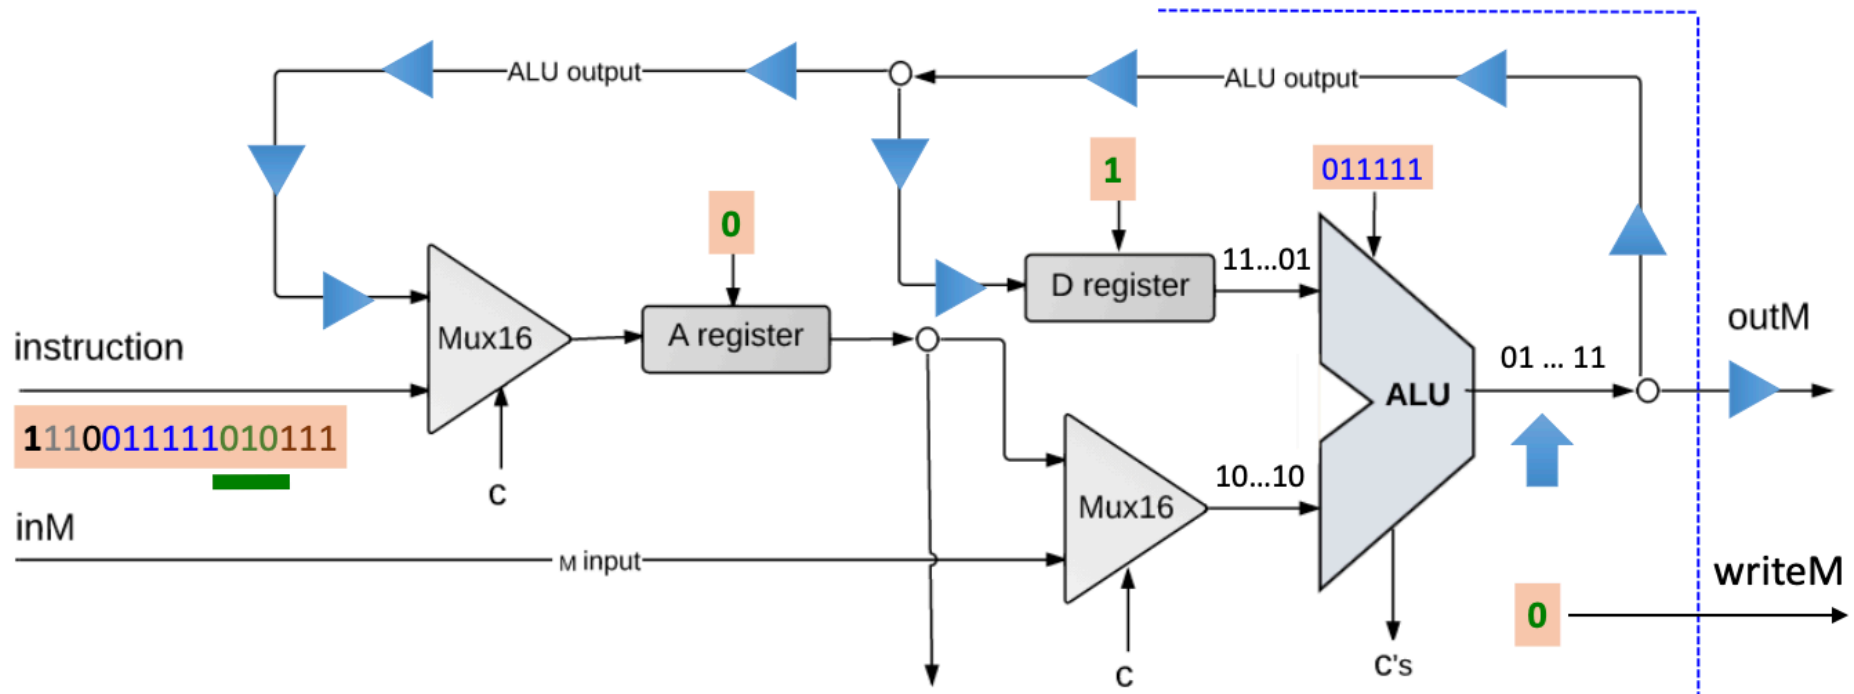 ALU output
ALU output
1
011111
0
11...01
D register
Mux16
A register
instruction
outM
01 ... 11
ALU
1110011111010111
10...10
c
Mux16
inM
M input
writeM
0
c
c's